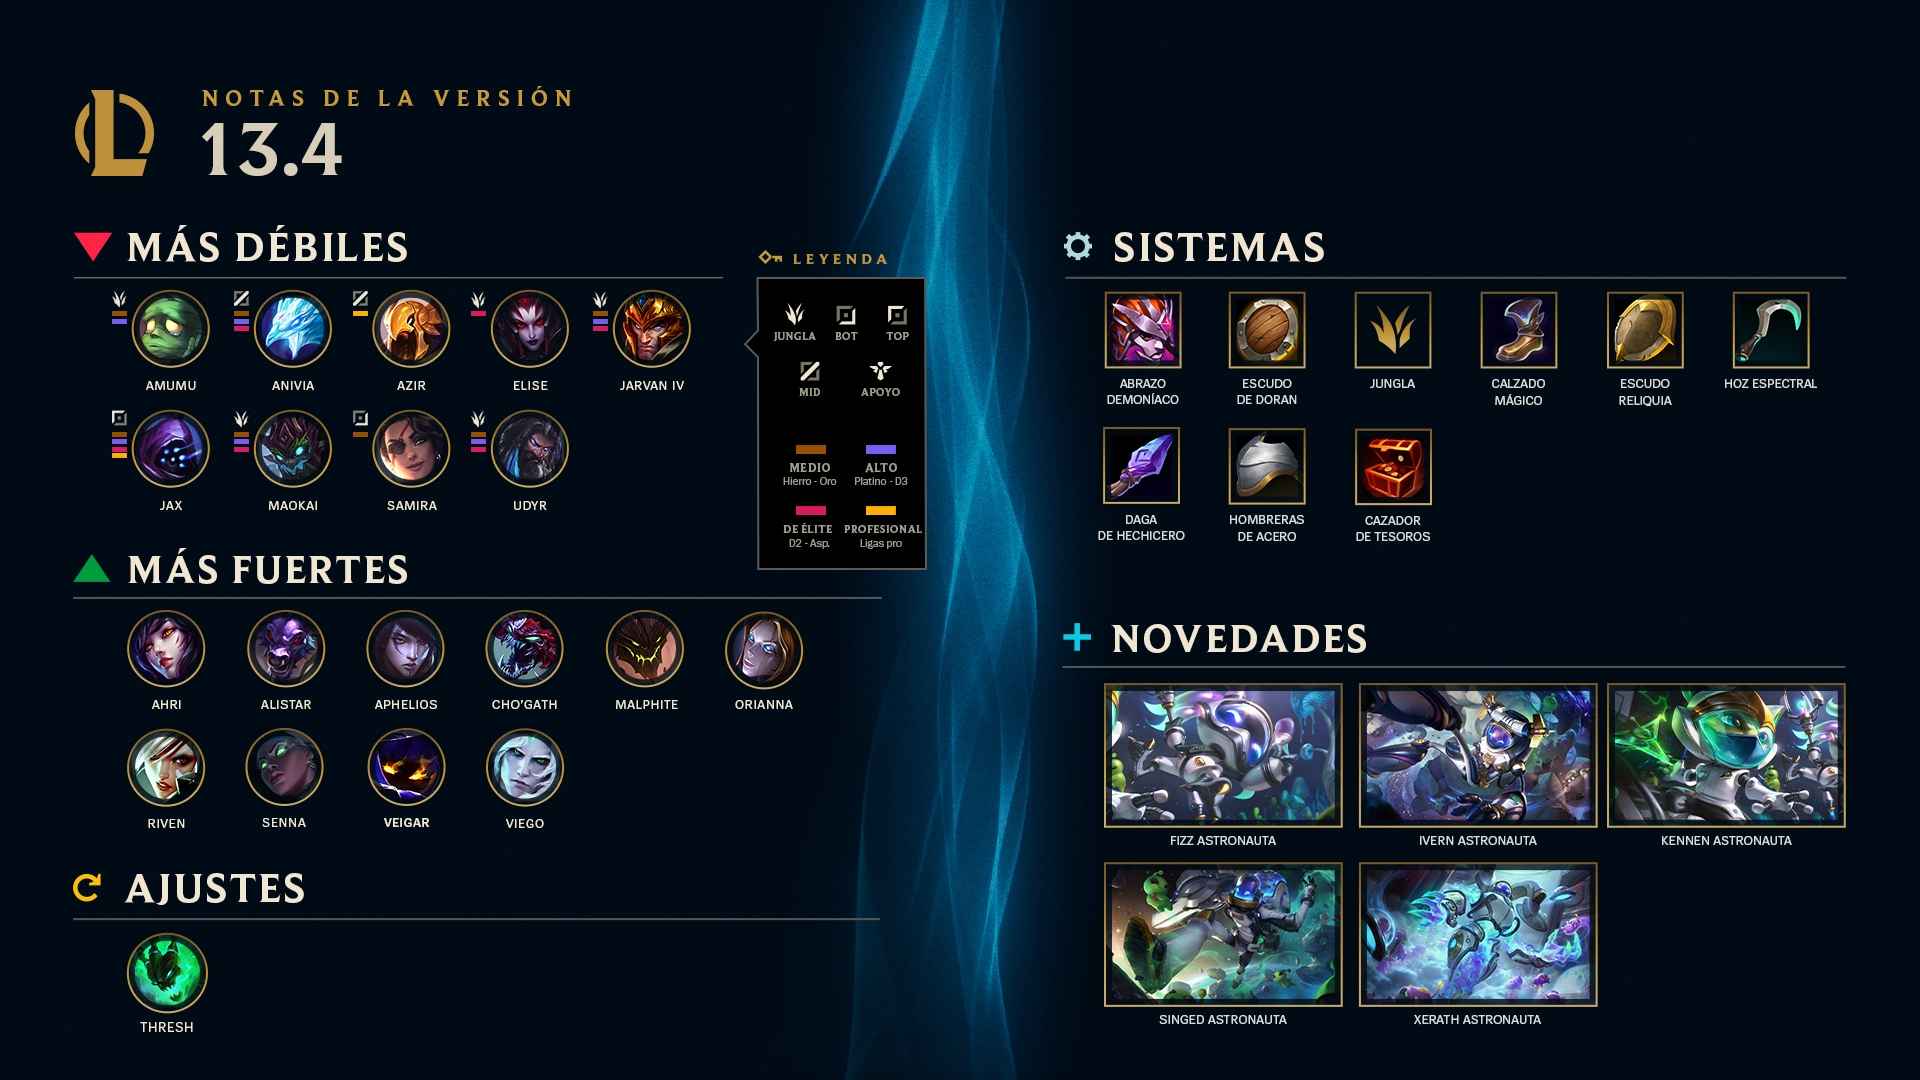 NOTAS DE LA VERSIÓN
13.4
MÁS DÉBILES
AMUMU
ANIVIA
AZIR
ELISE
JARVAN IV
JAX
MAOKAI
SAMIRA
UDYR
LEYENDA
JUNGLA
BOT
TOP
MID
APOYO
MEDIO
Hierro - Oro
ALTO
Platino - D3
DE ÉLITE
D2 - Asp.
PROFESIONAL
Ligas pro
MÁS FUERTES
AHRI
ALISTAR
APHELIOS
CHO'GATH
MALPHITE
ORIANNA
RIVEN
SENNA
VEIGAR
VIEGO
AJUSTES
THRESH
SISTEMAS
ABRAZO
DEMONÍACO
ESCUDO
DE DORAN
JUNGLA
CALZADO
MÁGICO
ESCUDO
RELIQUIA
HOZ ESPECTRAL
DAGA
DE HECHICERO
HOMBRERAS
DE ACERO
CAZADOR
DE TESOROS
NOVEDADES
FIZZ ASTRONAUTA
IVERN ASTRONAUTA
KENNEN ASTRONAUTA
SINGED ASTRONAUTA
XERATH ASTRONAUTA